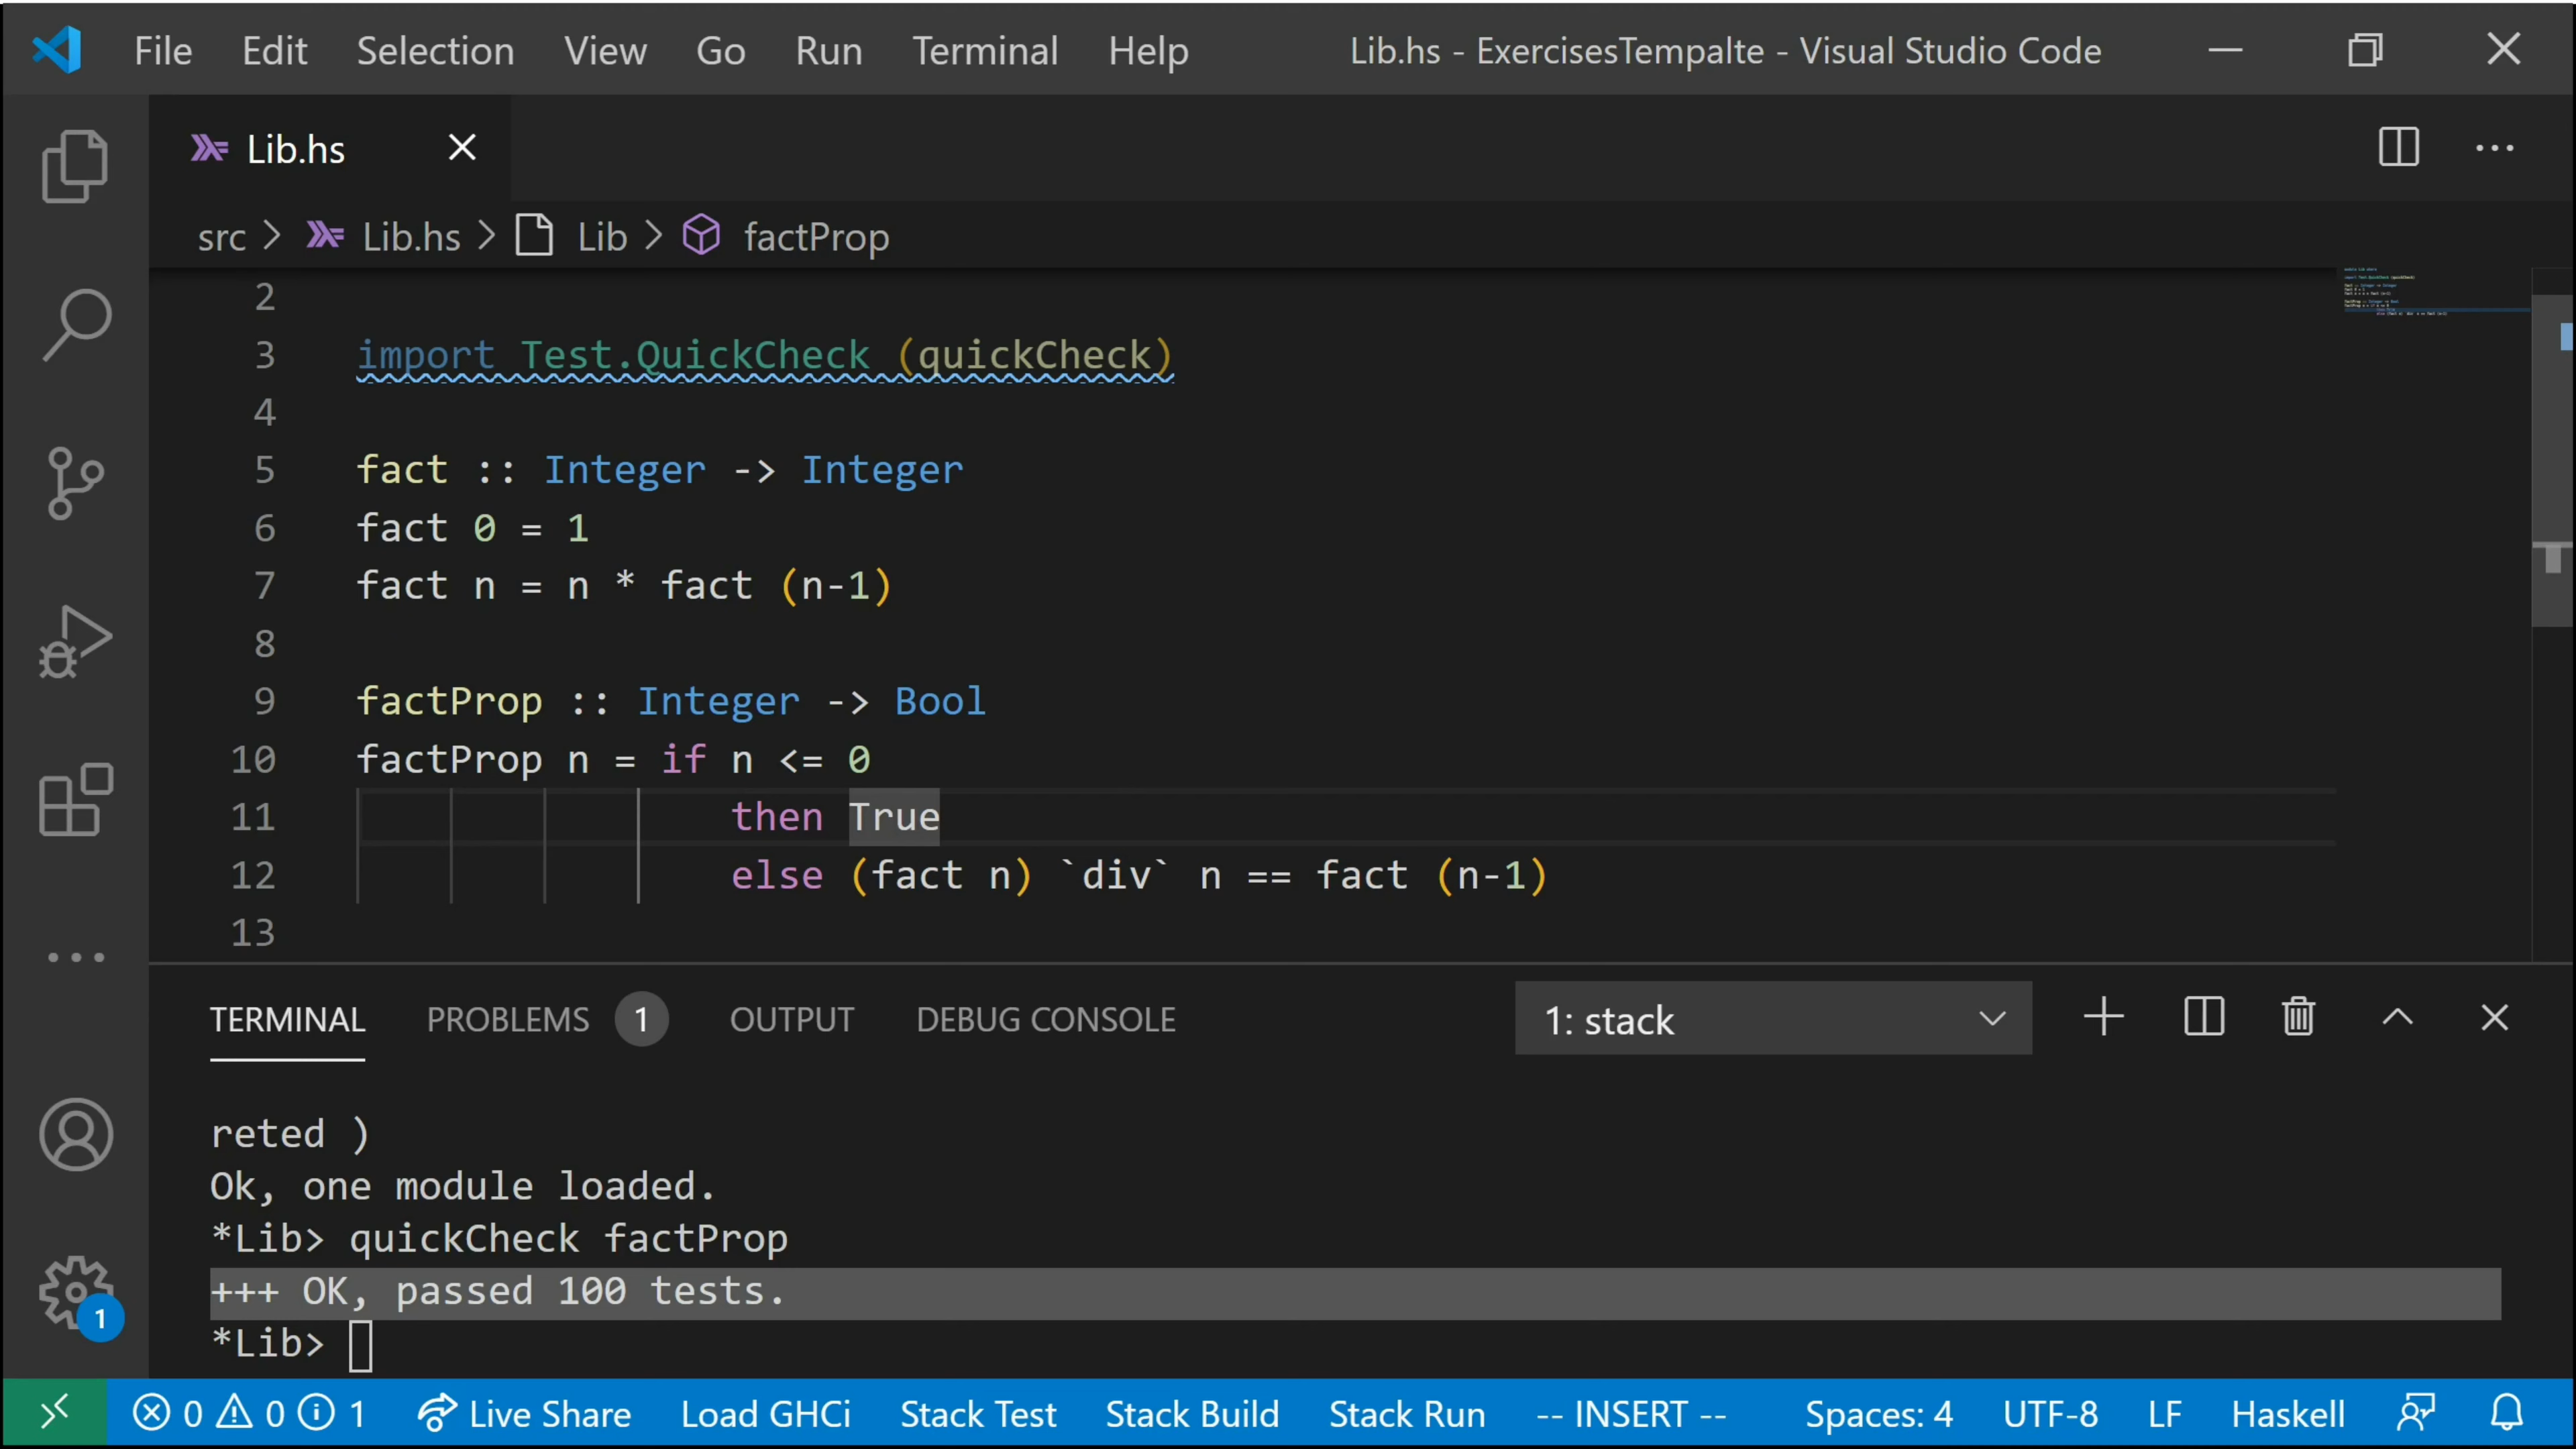 File Edit Selection View Go Run Terminal Help Lib.hs - ExercisesTempalte - Visual Studio Code
Lib.hs
src > Lib.hs > Lib > factProp
2
3 import Test.QuickCheck (quickCheck)
4
5 fact :: Integer -> Integer
6 fact 0 = 1
7 fact n = n * fact (n-1)
8
9 factProp :: Integer -> Bool
10 factProp n = if n <= 0
11 then True
12 else (fact n) `div` n == fact (n-1)
13
TERMINAL PROBLEMS 1 OUTPUT DEBUG CONSOLE 1: stack
reted )
Ok, one module loaded.
*Lib> quickCheck factProp
+++ OK, passed 100 tests.
*Lib>
1
0 0 1 Live Share Load GHCi Stack Test Stack Build Stack Run -- INSERT -- Spaces: 4 UTF-8 LF Haskell